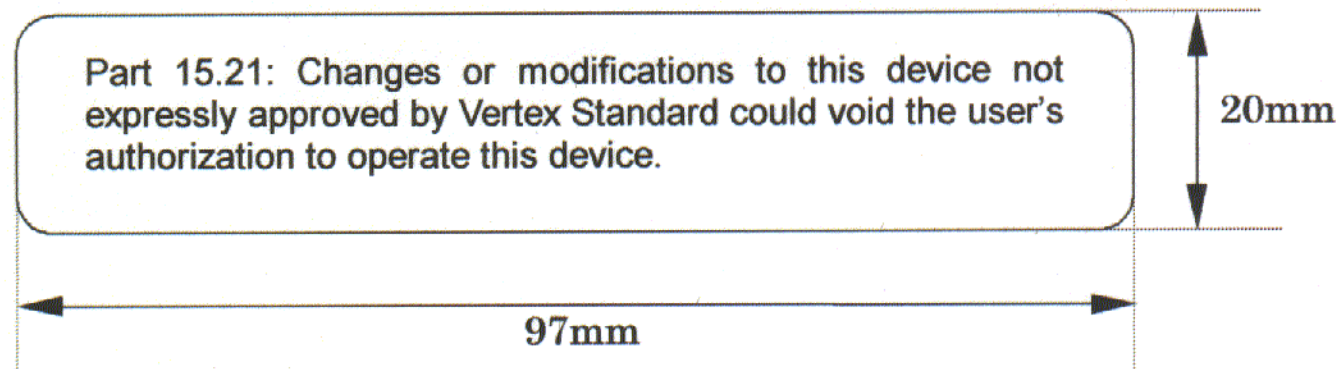 Part 15.21: Changes or modifications to this device not
expressly approved by Vertex Standard could void the user's
authorization to operate this device.
20mm
97mm